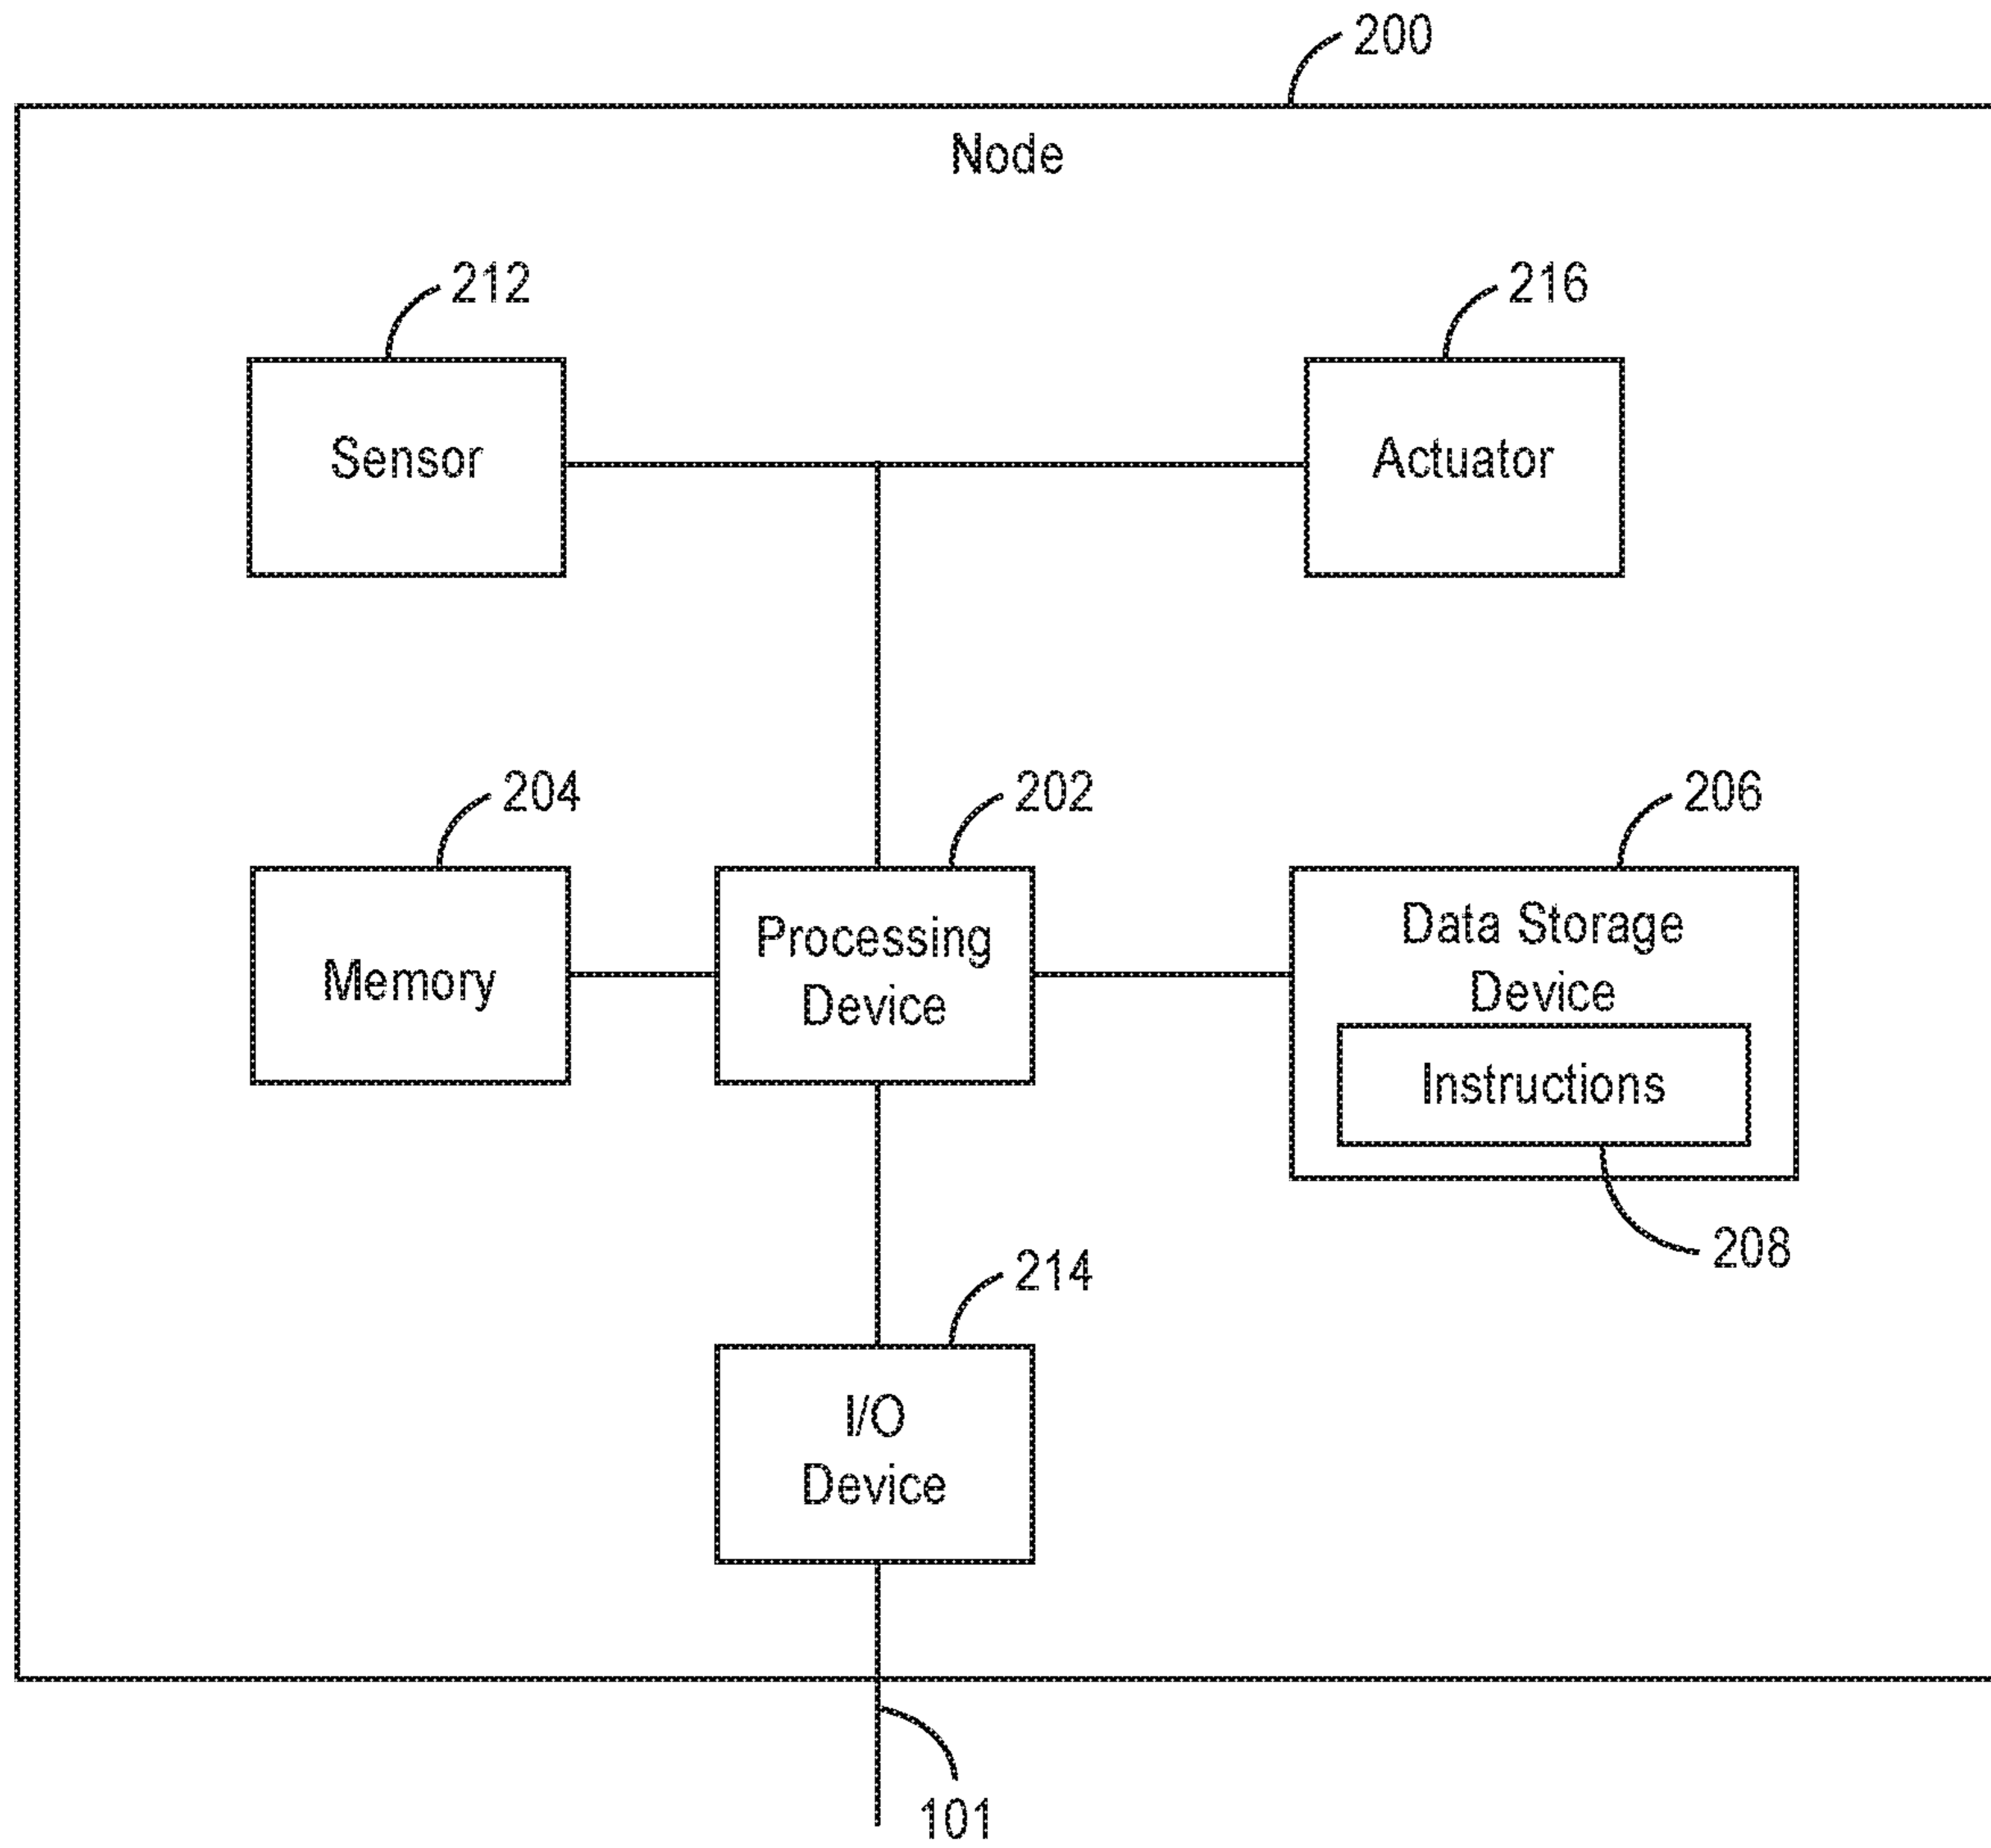 200
Node
212
216
Sensor
Actuator
204
202
206
Memory
Processing
Device
Data Storage
Device
Instructions
208
214
I/O
Device
101